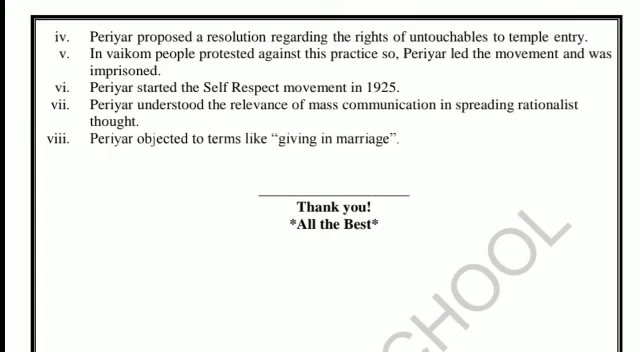 iv. Periyar proposed a resolution regarding the rights of untouchables to temple entry.
v. In vaikom people protested against this practice so, Periyar led the movement and was
imprisoned.
vi. Periyar started the Self Respect movement in 1925.
vii. Periyar understood the relevance of mass communication in spreading rationalist
thought.
viii. Periyar objected to terms like “giving in marriage”.
Thank you!
*All the Best*